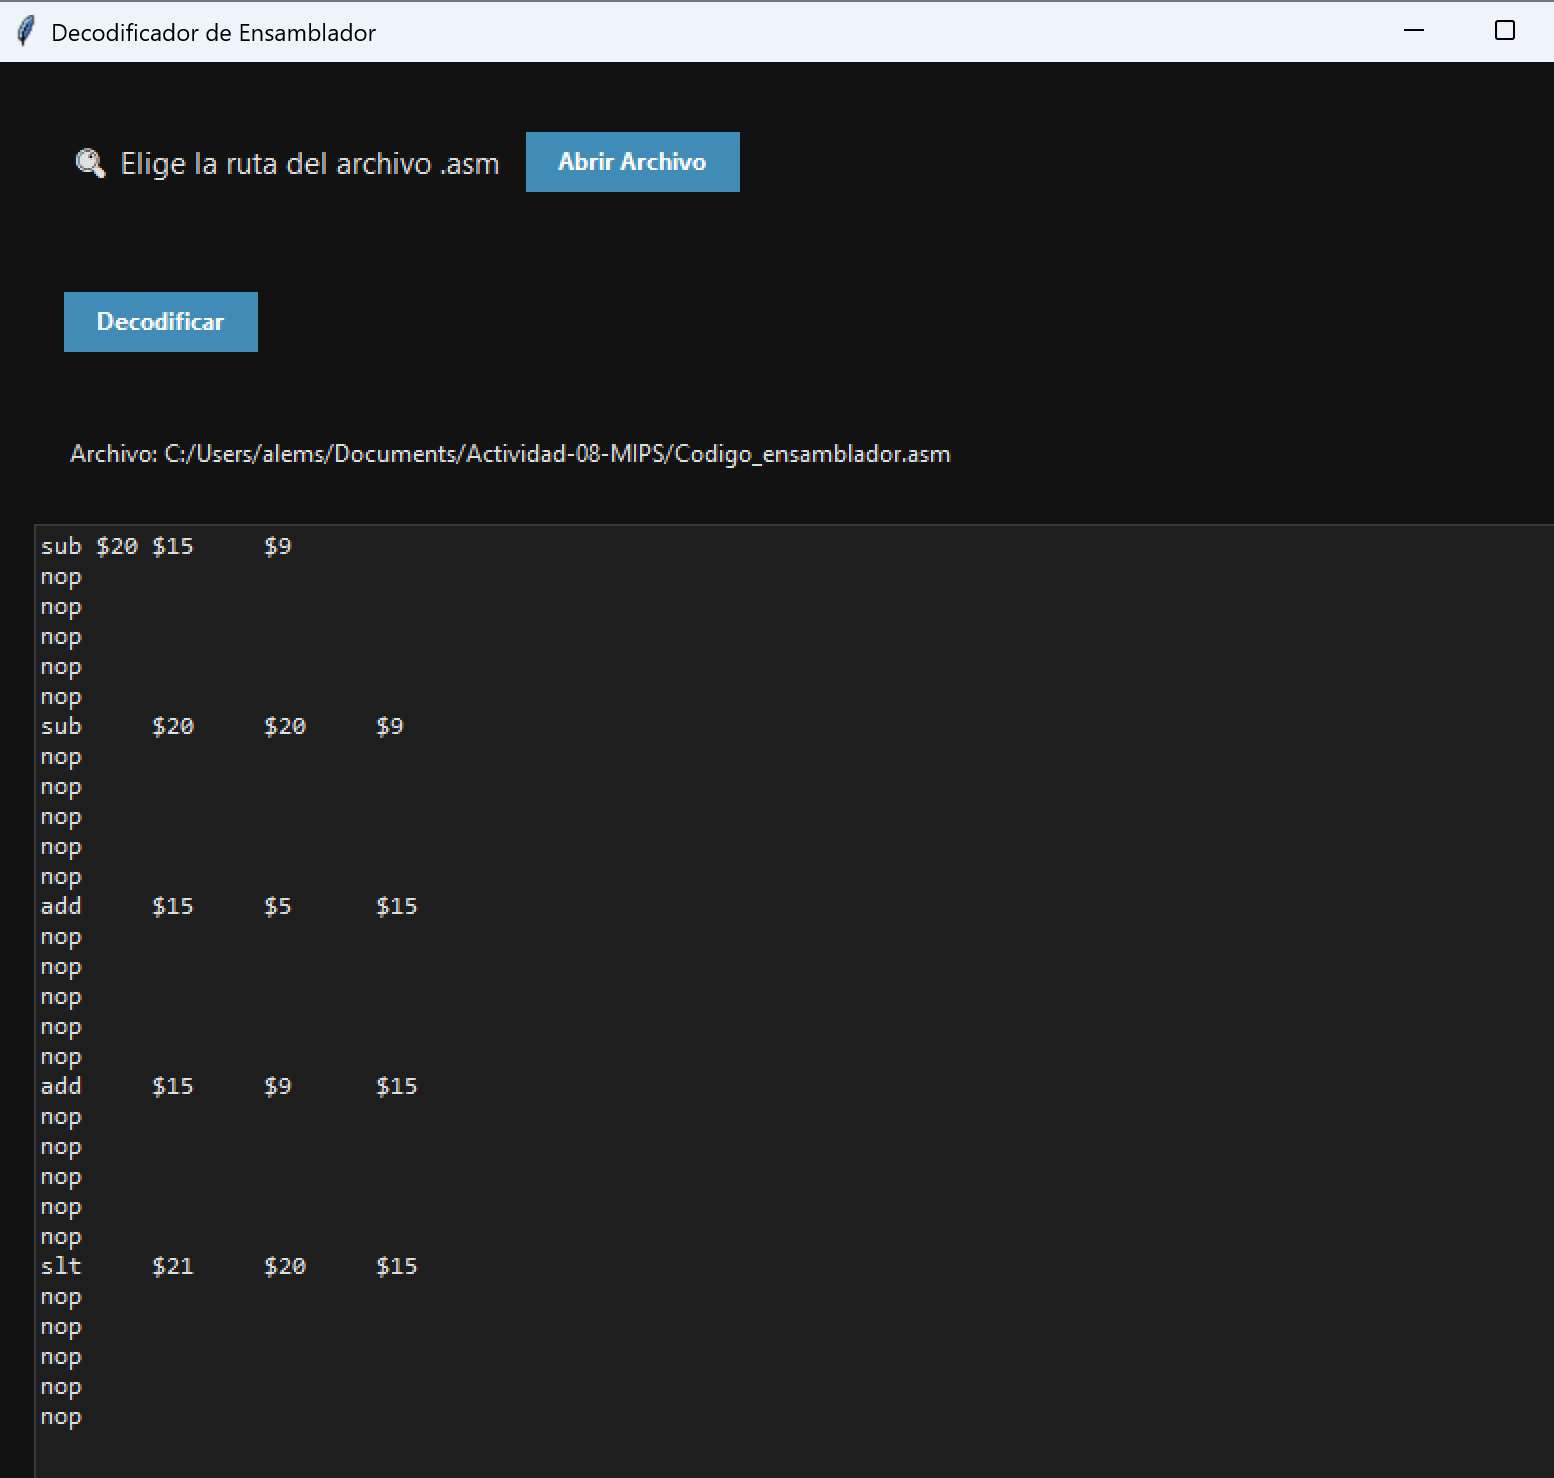 Decodificador de Ensamblador
Elige la ruta del archivo .asm
Abrir Archivo
Decodificar
Archivo: C:/Users/alems/Documents/Actividad-08-MIPS/Codigo_ensamblador.asm
sub $20 $15 $9
nop
nop
nop
nop
nop
sub $20 $20 $9
nop
nop
nop
nop
nop
add $15 $5 $15
nop
nop
nop
nop
nop
add $15 $9 $15
nop
nop
nop
nop
nop
slt $21 $20 $15
nop
nop
nop
nop
nop